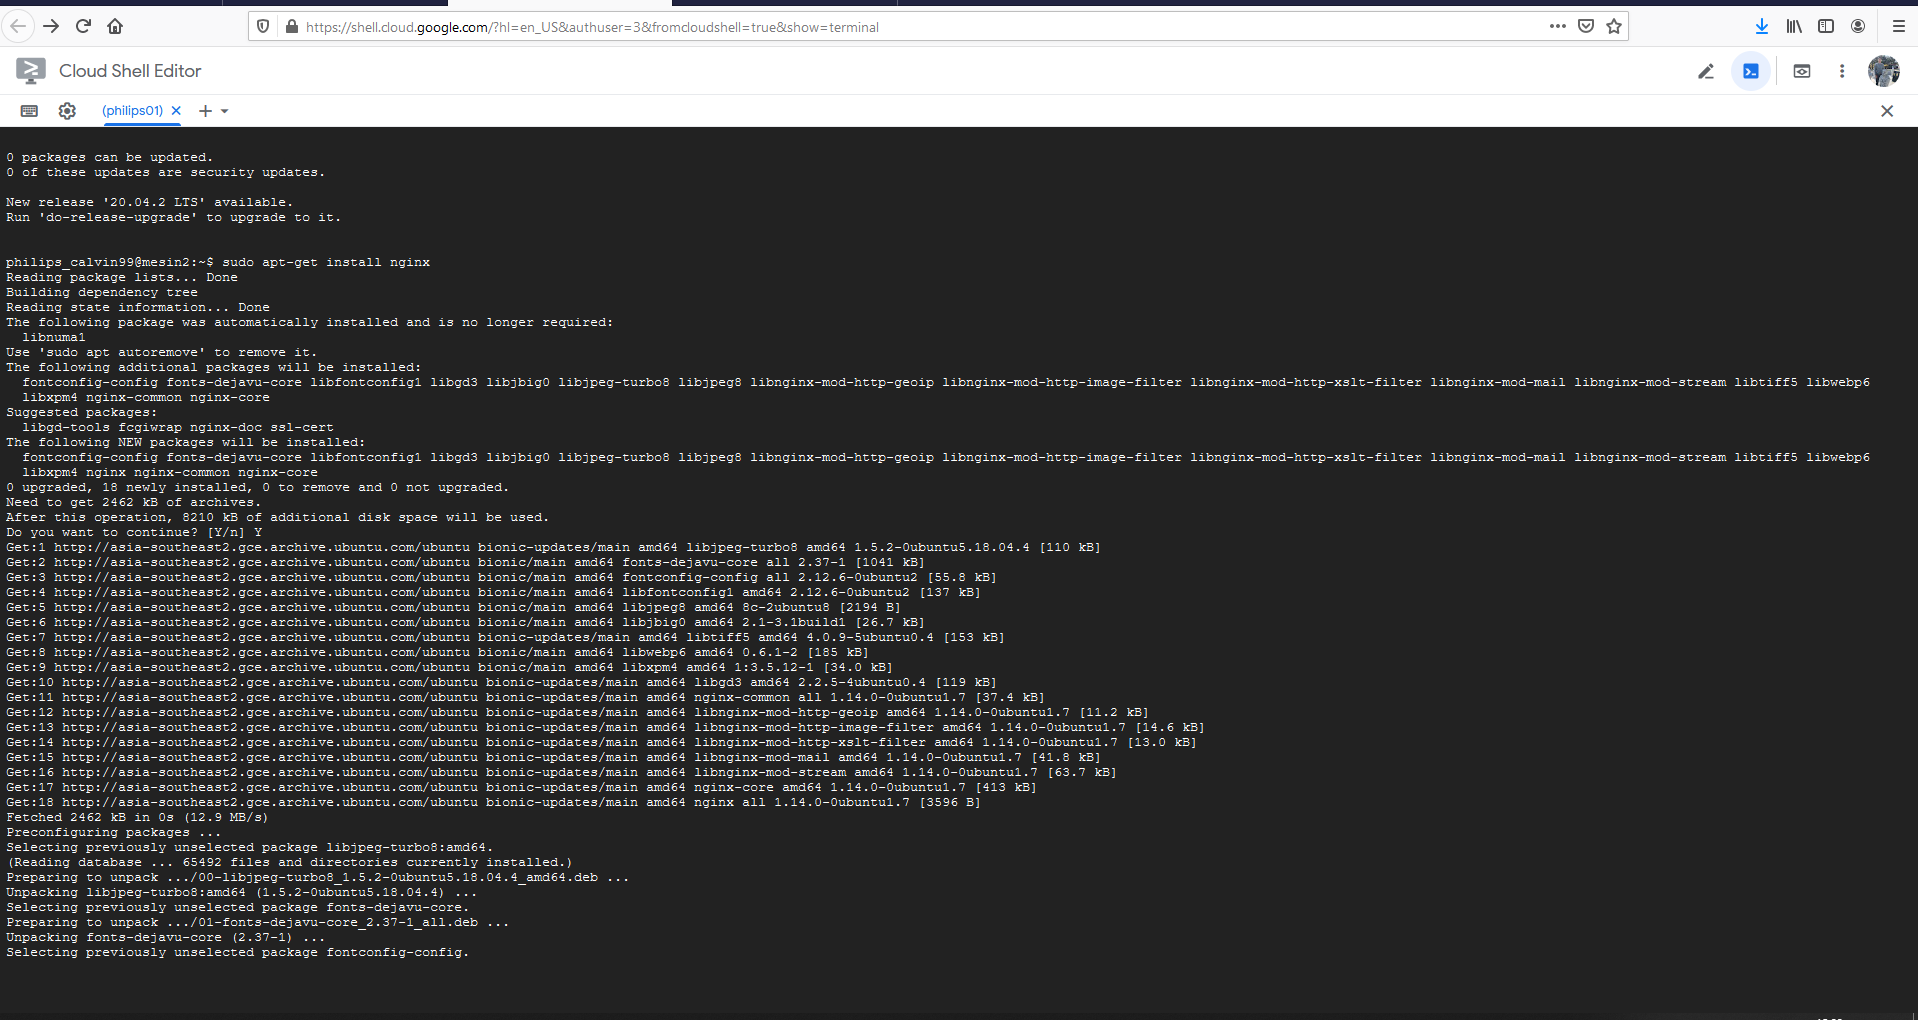 https://shell.cloud.google.com/?hl=en_US&authuser=3&fromcloudshell=true&show=terminal
Cloud Shell Editor
(philips01)
0 packages can be updated.
0 of these updates are security updates.
New release '20.04.2 LTS' available.
Run 'do-release-upgrade' to upgrade to it.
philips_calvin99@mesin2:~$ sudo apt-get install nginx
Reading package lists... Done
Building dependency tree
Reading state information... Done
The following package was automatically installed and is no longer required:
libnuma1
Use 'sudo apt autoremove' to remove it.
The following additional packages will be installed:
fontconfig-config fonts-dejavu-core libfontconfig1 libgd3 libjbig0 libjpeg-turbo8 libjpeg8 libnginx-mod-http-geoip libnginx-mod-http-image-filter libnginx-mod-http-xslt-filter libnginx-mod-mail libnginx-mod-stream libtiff5 libwebp6
libxpm4 nginx-common nginx-core
Suggested packages:
libgd-tools fcgiwrap nginx-doc ssl-cert
The following NEW packages will be installed:
fontconfig-config fonts-dejavu-core libfontconfig1 libgd3 libjbig0 libjpeg-turbo8 libjpeg8 libnginx-mod-http-geoip libnginx-mod-http-image-filter libnginx-mod-http-xslt-filter libnginx-mod-mail libnginx-mod-stream libtiff5 libwebp6
libxpm4 nginx nginx-common nginx-core
0 upgraded, 18 newly installed, 0 to remove and 0 not upgraded.
Need to get 2462 kB of archives.
After this operation, 8210 kB of additional disk space will be used.
Do you want to continue? [Y/n] Y
Get:1 http://asia-southeast2.gce.archive.ubuntu.com/ubuntu bionic-updates/main amd64 libjpeg-turbo8 amd64 1.5.2-0ubuntu5.18.04.4 [110 kB]
Get:2 http://asia-southeast2.gce.archive.ubuntu.com/ubuntu bionic/main amd64 fonts-dejavu-core all 2.37-1 [1041 kB]
Get:3 http://asia-southeast2.gce.archive.ubuntu.com/ubuntu bionic/main amd64 fontconfig-config all 2.12.6-0ubuntu2 [55.8 kB]
Get:4 http://asia-southeast2.gce.archive.ubuntu.com/ubuntu bionic/main amd64 libfontconfig1 amd64 2.12.6-0ubuntu2 [137 kB]
Get:5 http://asia-southeast2.gce.archive.ubuntu.com/ubuntu bionic/main amd64 libjpeg8 amd64 8c-2ubuntu8 [2194 B]
Get:6 http://asia-southeast2.gce.archive.ubuntu.com/ubuntu bionic/main amd64 libjbig0 amd64 2.1-3.1build1 [26.7 kB]
Get:7 http://asia-southeast2.gce.archive.ubuntu.com/ubuntu bionic-updates/main amd64 libtiff5 amd64 4.0.9-5ubuntu0.4 [153 kB]
Get:8 http://asia-southeast2.gce.archive.ubuntu.com/ubuntu bionic/main amd64 libwebp6 amd64 0.6.1-2 [185 kB]
Get:9 http://asia-southeast2.gce.archive.ubuntu.com/ubuntu bionic/main amd64 libxpm4 amd64 1:3.5.12-1 [34.0 kB]
Get:10 http://asia-southeast2.gce.archive.ubuntu.com/ubuntu bionic-updates/main amd64 libgd3 amd64 2.2.5-4ubuntu0.4 [119 kB]
Get:11 http://asia-southeast2.gce.archive.ubuntu.com/ubuntu bionic-updates/main amd64 nginx-common all 1.14.0-0ubuntu1.7 [37.4 kB]
Get:12 http://asia-southeast2.gce.archive.ubuntu.com/ubuntu bionic-updates/main amd64 libnginx-mod-http-geoip amd64 1.14.0-0ubuntu1.7 [11.2 kB]
Get:13 http://asia-southeast2.gce.archive.ubuntu.com/ubuntu bionic-updates/main amd64 libnginx-mod-http-image-filter amd64 1.14.0-0ubuntu1.7 [14.6 kB]
Get:14 http://asia-southeast2.gce.archive.ubuntu.com/ubuntu bionic-updates/main amd64 libnginx-mod-http-xslt-filter amd64 1.14.0-0ubuntu1.7 [13.0 kB]
Get:15 http://asia-southeast2.gce.archive.ubuntu.com/ubuntu bionic-updates/main amd64 libnginx-mod-mail amd64 1.14.0-0ubuntu1.7 [41.8 kB]
Get:16 http://asia-southeast2.gce.archive.ubuntu.com/ubuntu bionic-updates/main amd64 libnginx-mod-stream amd64 1.14.0-0ubuntu1.7 [63.7 kB]
Get:17 http://asia-southeast2.gce.archive.ubuntu.com/ubuntu bionic-updates/main amd64 nginx-core amd64 1.14.0-0ubuntu1.7 [413 kB]
Get:18 http://asia-southeast2.gce.archive.ubuntu.com/ubuntu bionic-updates/main amd64 nginx all 1.14.0-0ubuntu1.7 [3596 B]
Fetched 2462 kB in 0s (12.9 MB/s)
Preconfiguring packages ...
Selecting previously unselected package libjpeg-turbo8:amd64.
(Reading database ... 65492 files and directories currently installed.)
Preparing to unpack .../00-libjpeg-turbo8_1.5.2-0ubuntu5.18.04.4_amd64.deb ...
Unpacking libjpeg-turbo8:amd64 (1.5.2-0ubuntu5.18.04.4) ...
Selecting previously unselected package fonts-dejavu-core.
Preparing to unpack .../01-fonts-dejavu-core_2.37-1_all.deb ...
Unpacking fonts-dejavu-core (2.37-1) ...
Selecting previously unselected package fontconfig-config.